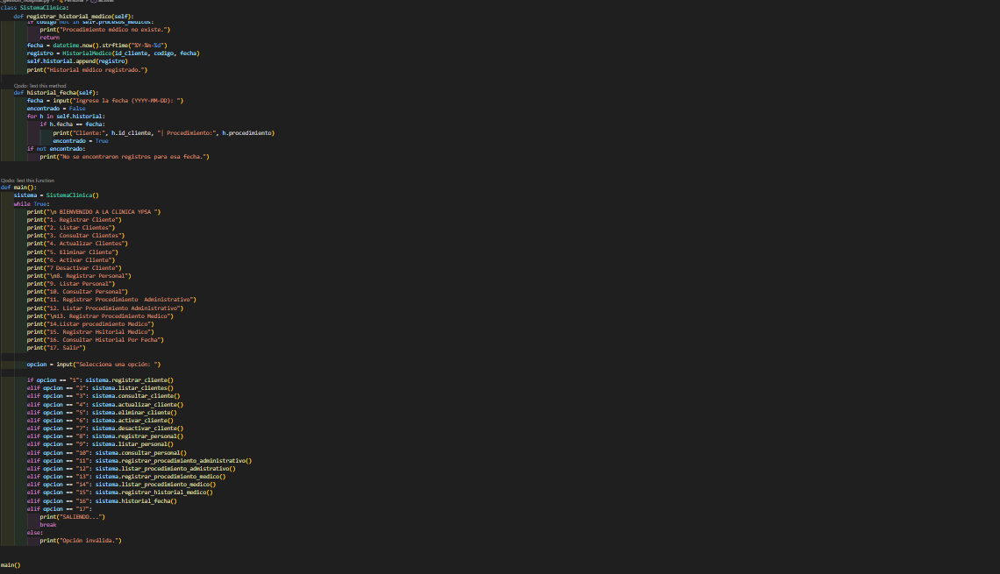 class SistemaClinica:
def registrar_historial_medico(self):
if codigo not in self.procesos_medicos:
print("Procedimiento médico no existe.")
return
fecha = datetime.now().strftime("%Y-%m-%d")
registro = HistorialMedico(id_cliente, codigo, fecha)
self.historial.append(registro)
print("Historial médico registrado.")
Qodo: Test this method
def historial_fecha(self):
fecha = input("Ingrese la fecha (YYYY-MM-DD): ")
encontrado = False
for h in self.historial:
if h.fecha == fecha:
print("Cliente:", h.id_cliente, "| Procedimiento:", h.procedimiento)
encontrado = True
if not encontrado:
print("No se encontraron registros para esa fecha.")
Qodo: Test this function
def main():
sistema = SistemaClinica()
while True:
print("\n BIENVENIDO A LA CLINICA YPSA ")
print("1. Registrar Cliente")
print("2. Listar Clientes")
print("3. Consultar Clientes")
print("4. Actualizar Clientes")
print("5. Eliminar Cliente")
print("6. Activar Cliente")
print("7 Desactivar Cliente")
print("\n8. Registrar Personal")
print("9. Listar Personal")
print("10. Consultar Personal")
print("11. Registrar Procedimiento  Administrativo")
print("12. Listar Procedimiento Administrativo")
print("\n13. Registrar Procedimiento Medico")
print("14.Listar procedimiento Medico")
print("15. Registrar Hsitorial Medico")
print("16. Consultar Historial Por Fecha")
print("17. Salir")
opcion = input("Selecciona una opción: ")
if opcion == "1": sistema.registrar_cliente()
elif opcion == "2": sistema.listar_clientes()
elif opcion == "3": sistema.consultar_cliente()
elif opcion == "4": sistema.actualizar_cliente()
elif opcion == "5": sistema.eliminar_cliente()
elif opcion == "6": sistema.activar_cliente()
elif opcion == "7": sistema.desactivar_cliente()
elif opcion == "8": sistema.registrar_personal()
elif opcion == "9": sistema.listar_personal()
elif opcion == "10": sistema.consultar_personal()
elif opcion == "11": sistema.registrar_procedimiento_administrativo()
elif opcion == "12": sistema.listar_procedimiento_admistrativo()
elif opcion == "13": sistema.registrar_procedimiento_medico()
elif opcion == "14": sistema.listar_procedimiento_medico()
elif opcion == "15": sistema.registrar_historial_medico()
elif opcion == "16": sistema.historial_fecha()
elif opcion == "17":
print("SALIENDO...")
break
else:
print("Opción inválida.")
main()